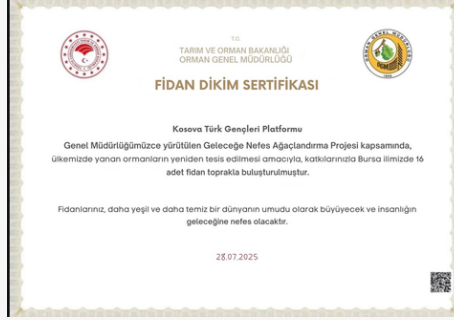 T.C.
TARIM VE ORMAN BAKANLIĞI
ORMAN GENEL MÜDÜRLÜĞÜ
FİDAN DİKİM SERTİFİKASI
Kosova Türk Gençleri Platformu
Genel Müdürlüğümüzce yürütülen Geleceğe Nefes Ağaçlandırma Projesi kapsamında,
ülkemizde yanan ormanların yeniden tesis edilmesi amacıyla, katkılarınızla Bursa ilimizde 16
adet fidan toprakla buluşturulmuştur.
Fidanlarınız, daha yeşil ve daha temiz bir dünyanın umudu olarak büyüyecek ve insanlığın
geleceğine nefes olacaktır.
28.07.2025